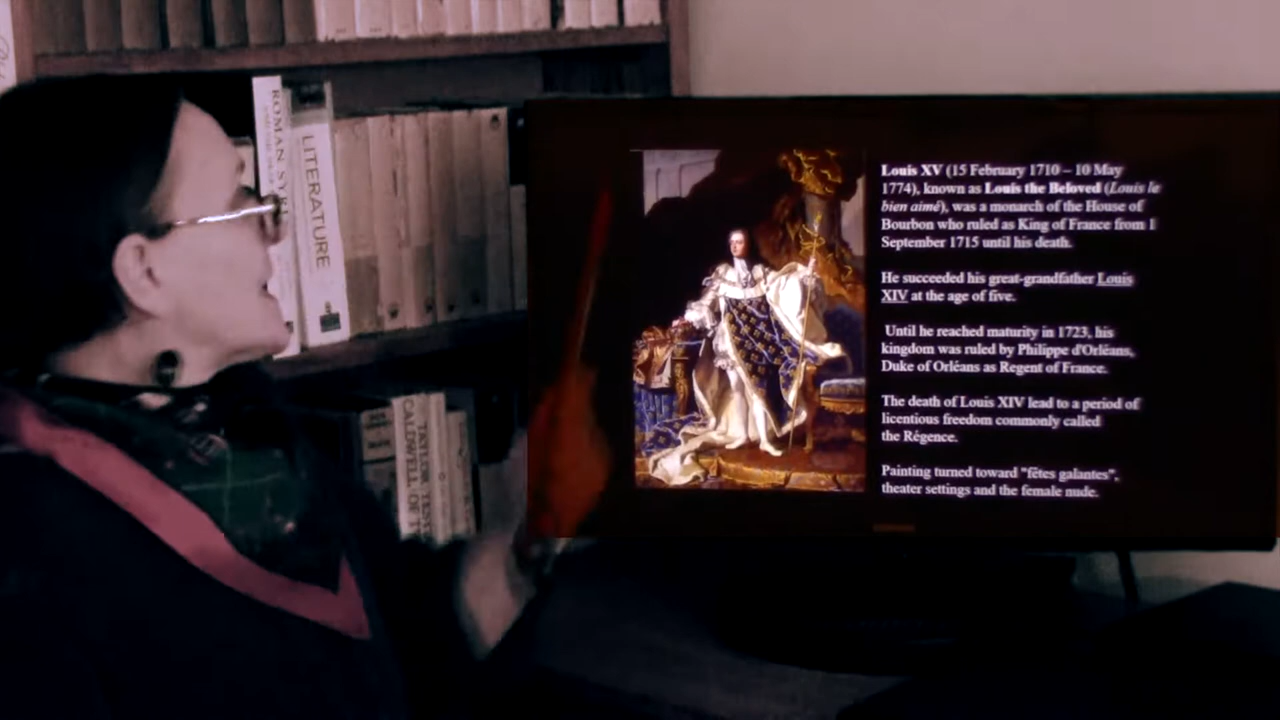 ROMAN SYRI
LITERATURE
TAYLOR
CALDWELL
Louis XV (15 February 1710 – 10 May
1774), known as Louis the Beloved (Louis le
bien aimé), was a monarch of the House of
Bourbon who ruled as King of France from 1
September 1715 until his death.
He succeeded his great-grandfather Louis
XIV at the age of five.
Until he reached maturity in 1723, his
kingdom was ruled by Philippe d'Orléans,
Duke of Orléans as Regent of France.
The death of Louis XIV lead to a period of
licentious freedom commonly called
the Régence.
Painting turned toward "fêtes galantes",
theater settings and the female nude.